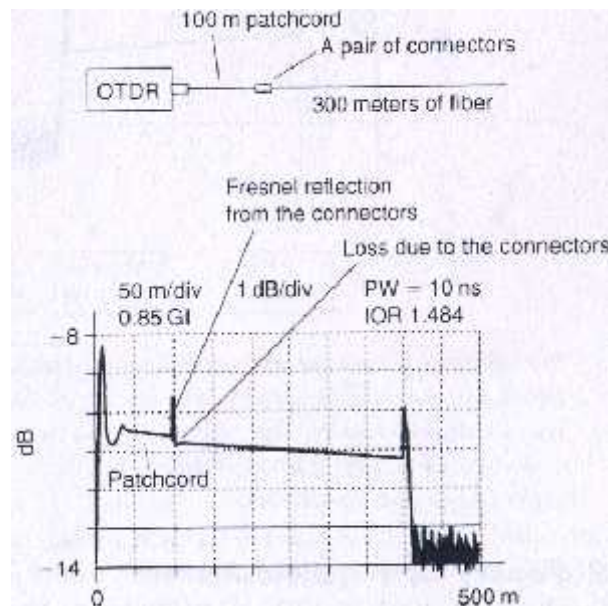 100 m patchcord
A pair of connectors
OTDR
300 meters of fiber
Fresnel reflection
from the connectors
Loss due to the connectors
50 m/div 1 dB/div PW = 10 ns
0.85 GI IOR 1.484
-8
dB
Patchcord
-14
0 500 m